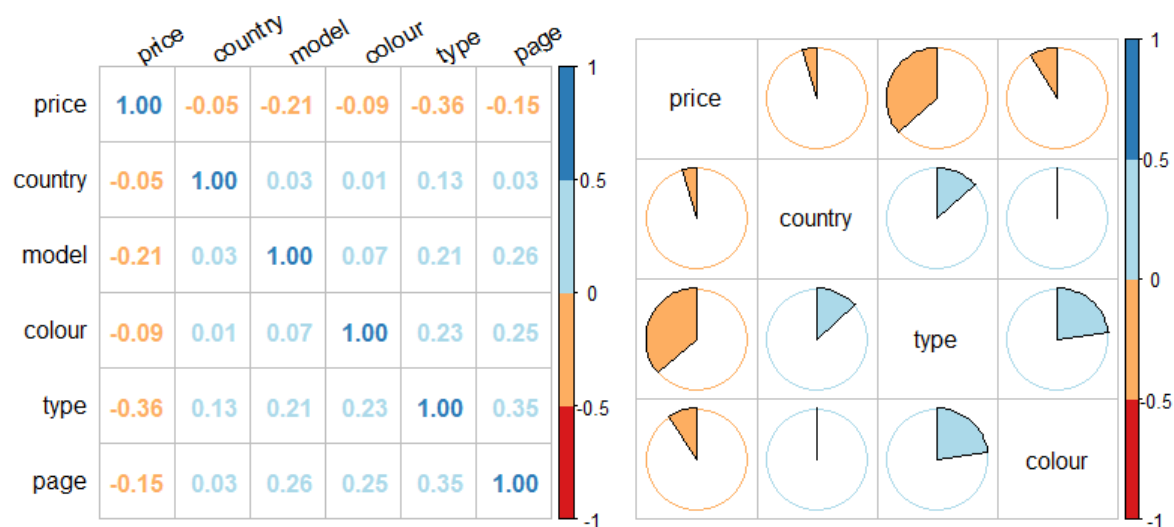 price country model colour type page
price 1.00 -0.05 -0.21 -0.09 -0.36 -0.15
country -0.05 1.00 0.03 0.01 0.13 0.03
model -0.21 0.03 1.00 0.07 0.21 0.26
colour -0.09 0.01 0.07 1.00 0.23 0.25
type -0.36 0.13 0.21 0.23 1.00 0.35
page -0.15 0.03 0.26 0.25 0.35 1.00
1
0.5
0
-0.5
-1
price
country
type
colour
1
0.5
0
-0.5
-1